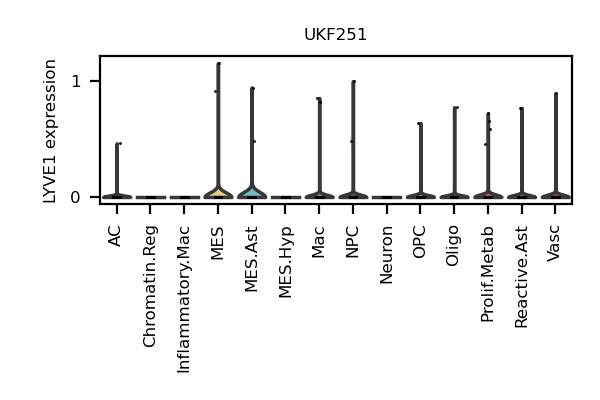 UKF251
LYVE1 expression
1
0
AC
Chromatin.Reg
Inflammatory.Mac
MES
MES.Ast
MES.Hyp
Mac
NPC
Neuron
OPC
Oligo
Prolif.Metab
Reactive.Ast
Vasc